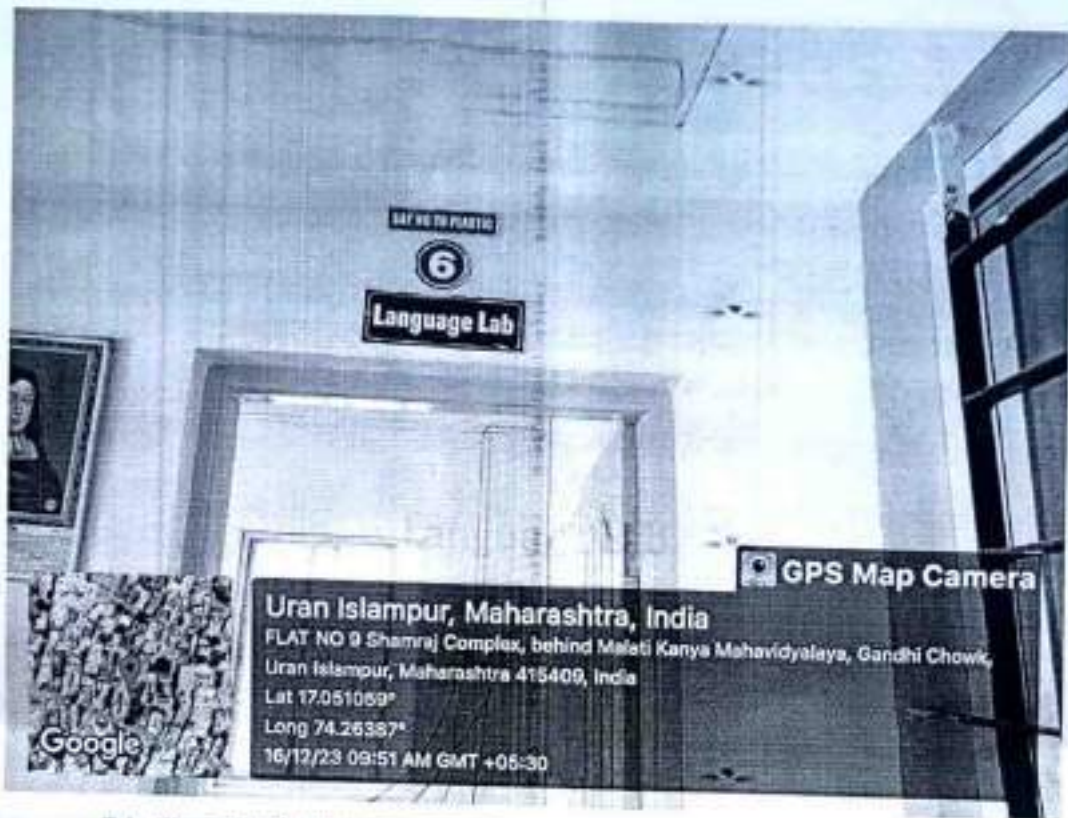 SAY NO TO PLASTIC
6
Language Lab
GPS Map Camera
Uran Islampur, Maharashtra, India
FLAT NO 9 Shamraj Complex, behind Malati Kanya Mahavidyalaya, Gandhi Chowk,
Uran Islampur, Maharashtra 415409, India
Lat 17.051069°
Long 74.26387°
16/12/23 09:51 AM GMT +05:30
Google